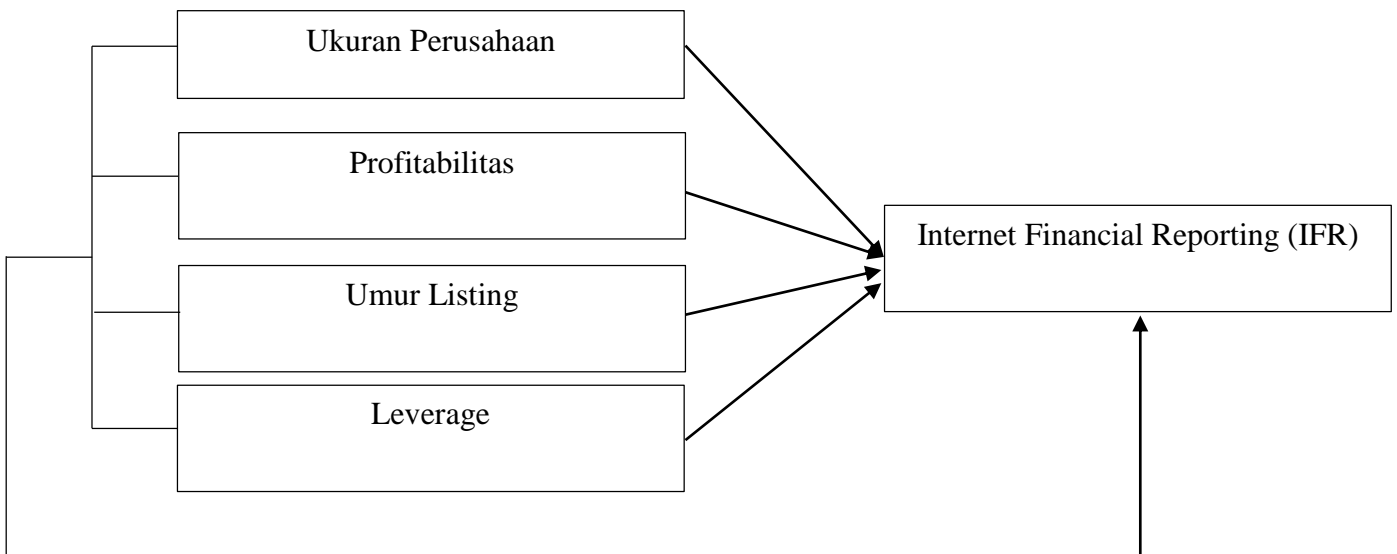 Ukuran Perusahaan
Profitabilitas
Internet Financial Reporting (IFR)
Umur Listing
Leverage